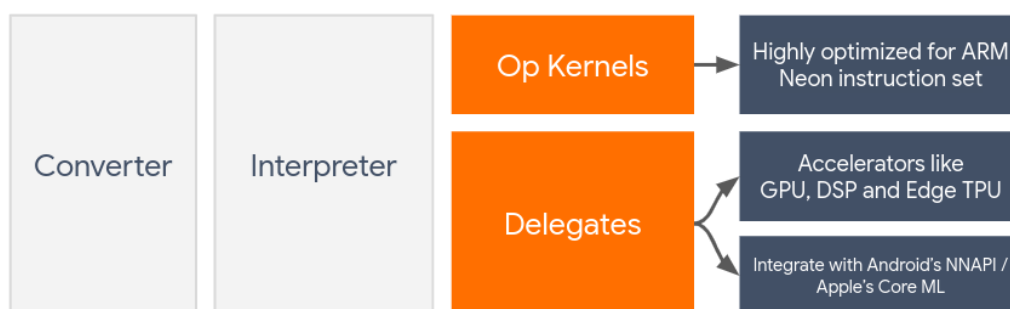 Converter
Interpreter
Op Kernels
Highly optimized for ARM
Neon instruction set
Delegates
Accelerators like
GPU, DSP and Edge TPU
Integrate with Android's NNAPI /
Apple's Core ML